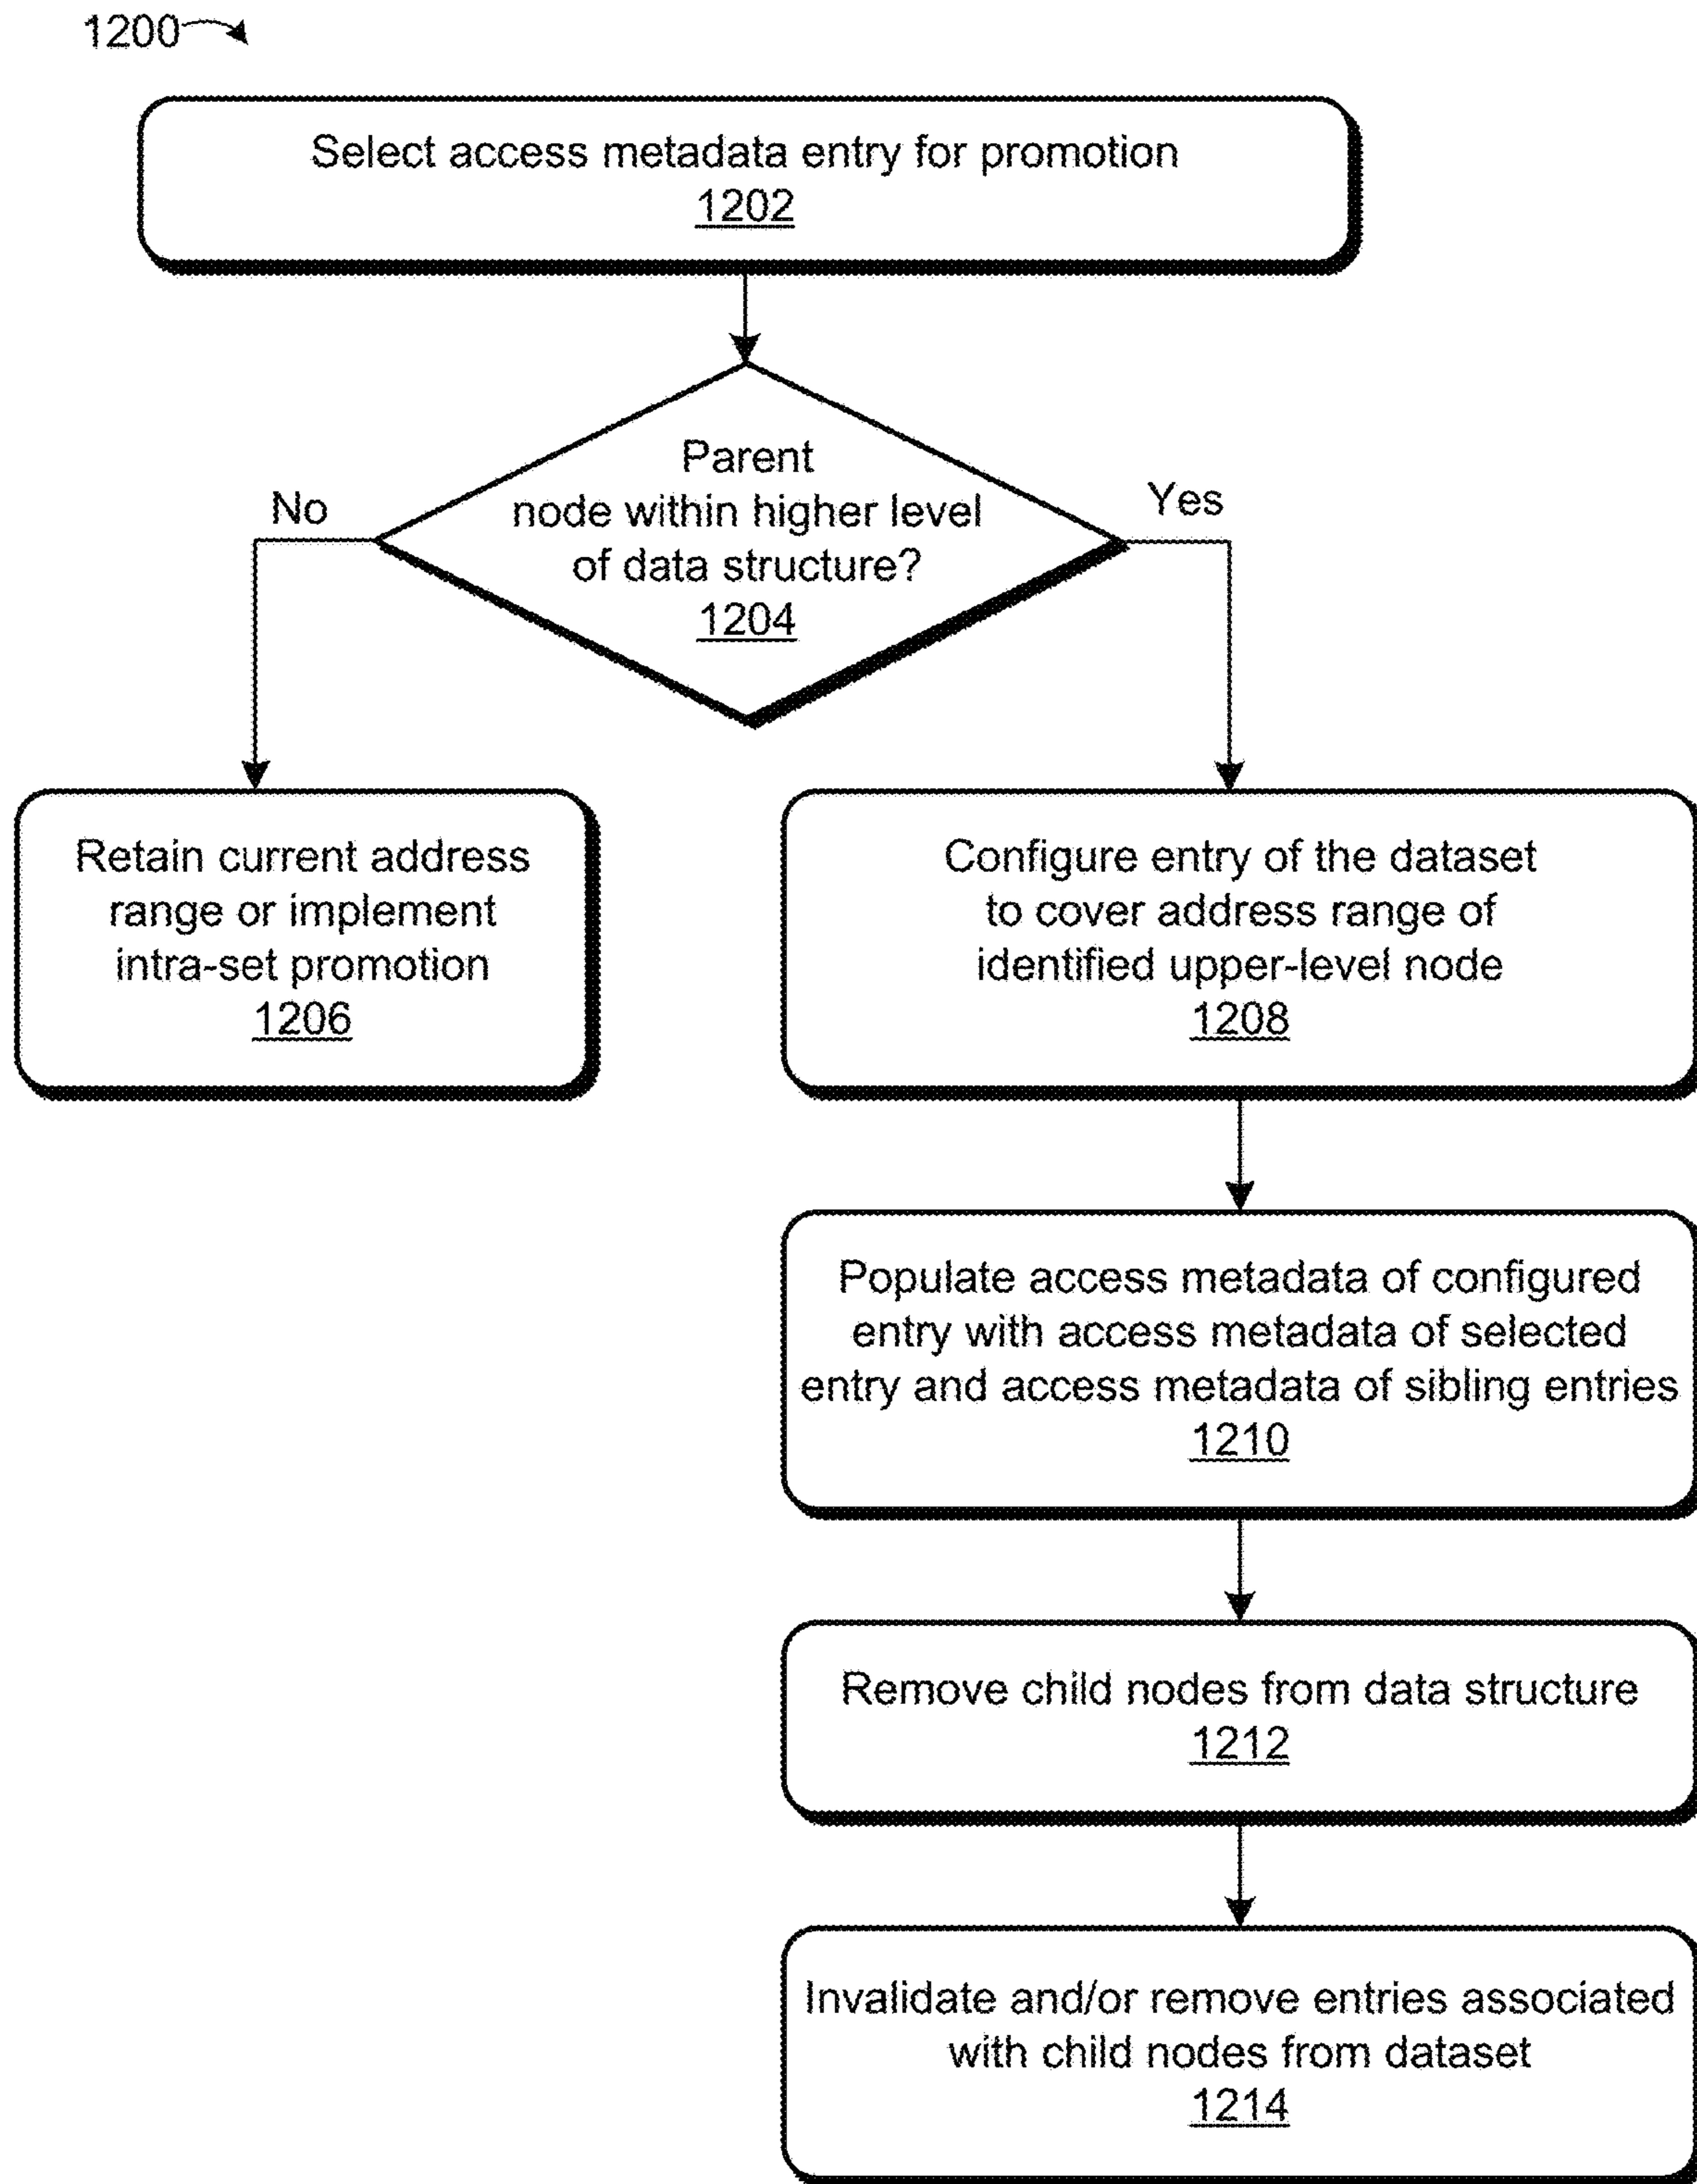 1200
Select access metadata entry for promotion
1202
Parent
node within higher level
of data structure?
1204
No
Yes
Retain current address
range or implement
intra-set promotion
1206
Configure entry of the dataset
to cover address range of
identified upper-level node
1208
Populate access metadata of configured
entry with access metadata of selected
entry and access metadata of sibling entries
1210
Remove child nodes from data structure
1212
Invalidate and/or remove entries associated
with child nodes from dataset
1214